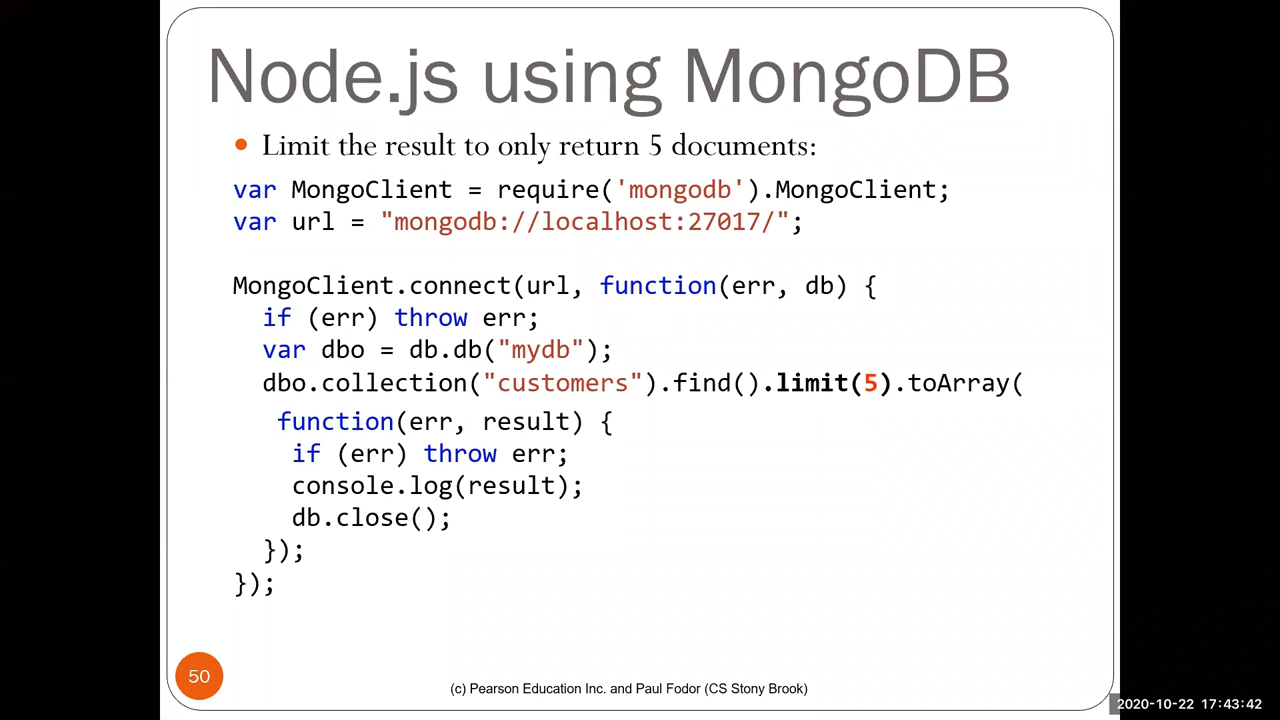 Node.js using MongoDB
• Limit the result to only return 5 documents:
var MongoClient = require('mongodb').MongoClient;
var url = "mongodb://localhost:27017/";
MongoClient.connect(url, function(err, db) {
  if (err) throw err;
  var dbo = db.db("mydb");
  dbo.collection("customers").find().limit(5).toArray(
   function(err, result) {
    if (err) throw err;
    console.log(result);
    db.close();
  });
});
50
(c) Pearson Education Inc. and Paul Fodor (CS Stony Brook)
2020-10-22 17:43:42